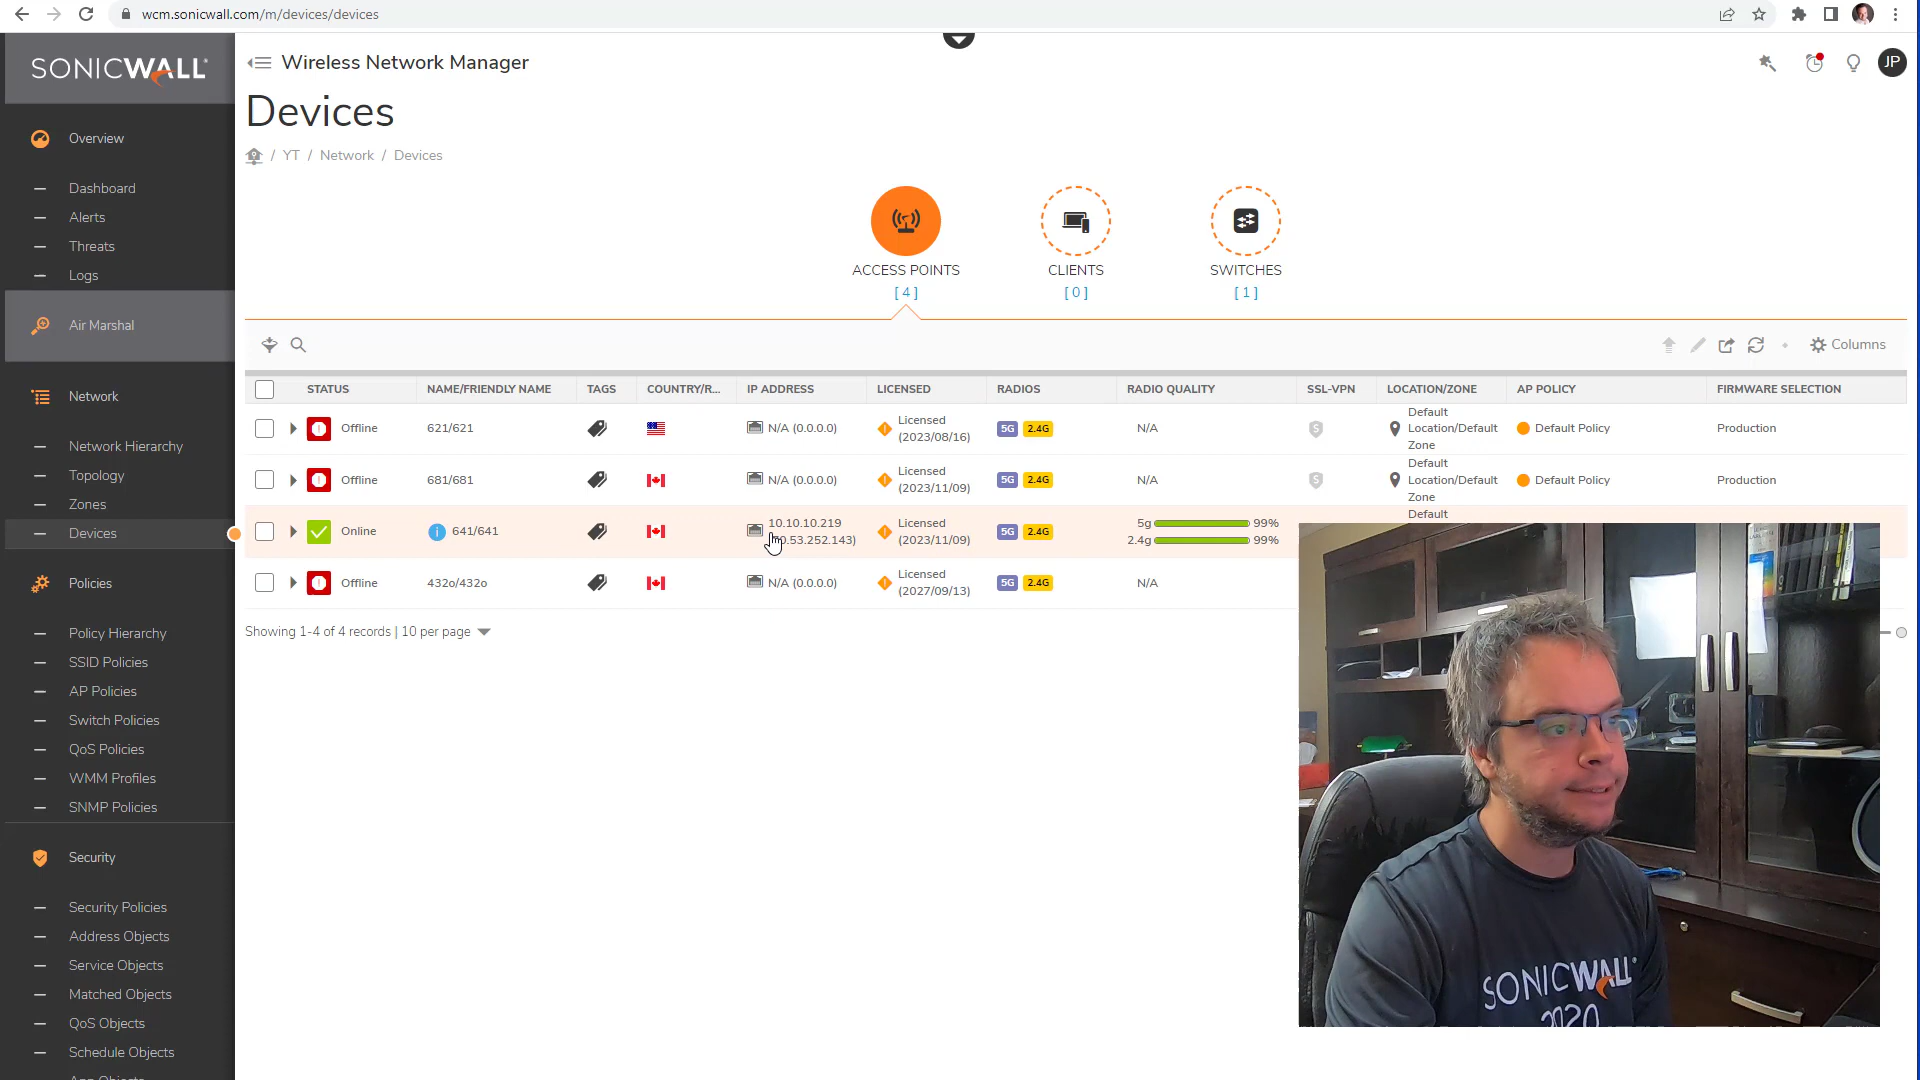 wcm.sonicwall.com/m/devices/devices
SONICWALL
Wireless Network Manager
JP
Devices
/ YT / Network / Devices
Overview
Dashboard
Alerts
Threats
Logs
Air Marshal
Network
Network Hierarchy
Topology
Zones
Devices
Policies
Policy Hierarchy
SSID Policies
AP Policies
Switch Policies
QoS Policies
WMM Profiles
SNMP Policies
Security
Security Policies
Address Objects
Service Objects
Matched Objects
QoS Objects
Schedule Objects
ACCESS POINTS
[ 4 ]
CLIENTS
[ 0 ]
SWITCHES
[ 1 ]
Columns
STATUS NAME/FRIENDLY NAME TAGS COUNTRY/R... IP ADDRESS LICENSED RADIOS RADIO QUALITY SSL-VPN LOCATION/ZONE AP POLICY FIRMWARE SELECTION
Offline 621/621 N/A (0.0.0.0) Licensed (2023/08/16) 5G 2.4G N/A Default Location/Default Zone Default Policy Production
Offline 681/681 N/A (0.0.0.0) Licensed (2023/11/09) 5G 2.4G N/A Default Location/Default Zone Default Policy Production
Online 641/641 10.10.10.219 0.53.252.143) Licensed (2023/11/09) 5G 2.4G 5g 99% 2.4g 99% Default
Offline 432o/432o N/A (0.0.0.0) Licensed (2027/09/13) 5G 2.4G N/A
Showing 1-4 of 4 records | 10 per page
SONICWALL
2020